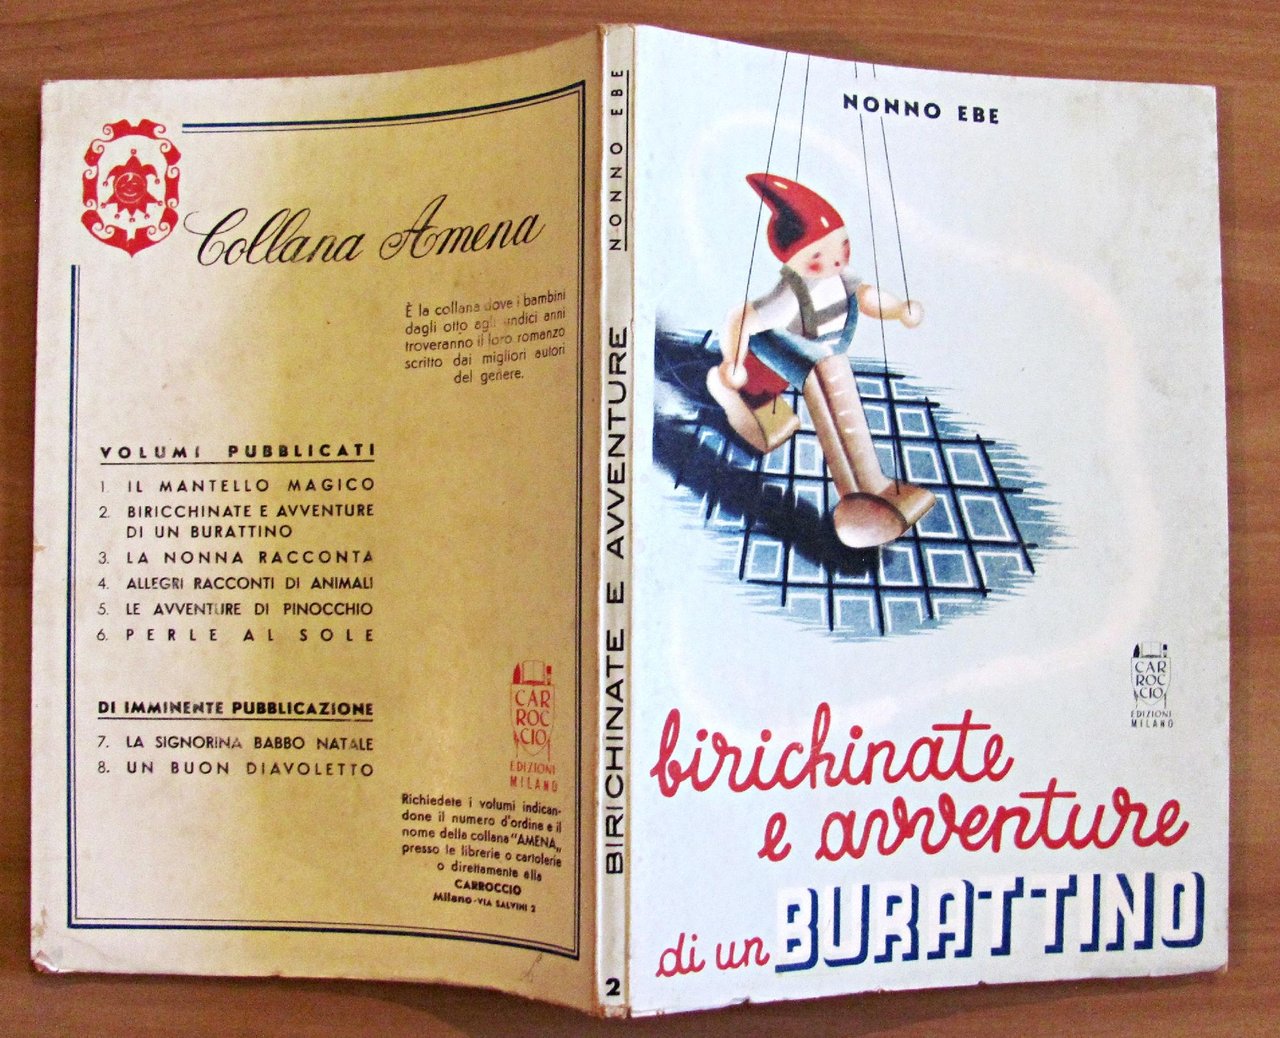 Collana Amena
È la collana dove i bambini
dagli otto agli undici anni
troveranno il loro romanzo
scritto dai migliori autori
del genere.
VOLUMI PUBBLICATI
1. IL MANTELLO MAGICO
2. BIRICCHINATE E AVVENTURE
DI UN BURATTINO
3. LA NONNA RACCONTA
4. ALLEGRI RACCONTI DI ANIMALI
5. LE AVVENTURE DI PINOCCHIO
6. PERLE AL SOLE
DI IMMINENTE PUBBLICAZIONE
7. LA SIGNORINA BABBO NATALE
8. UN BUON DIAVOLETTO
CAR
ROC
CIO
EDIZIONI
MILANO
Richiedete i volumi indican-
done il numero d'ordine e il
nome della collana "AMENA„
presso le librerie o cartolerie
o direttamente alla
CARROCCIO
Milano - VIA SALVINI 2
NONNO EBE
BIRICHINATE E AVVENTURE
2
NONNO EBE
CAR
ROC
CIO
EDIZIONI
MILANO
birichinate
e avventure
di un BURATTINO